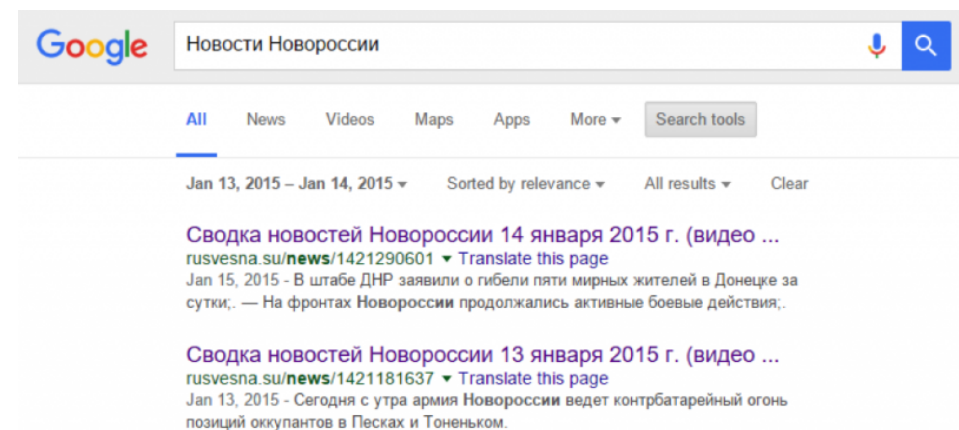 Google Новости Новороссии
All News Videos Maps Apps More Search tools
Jan 13, 2015 – Jan 14, 2015 Sorted by relevance All results Clear
Сводка новостей Новороссии 14 января 2015 г. (видео ...
rusvesna.su/news/1421290601 Translate this page
Jan 15, 2015 - В штабе ДНР заявили о гибели пяти мирных жителей в Донецке за
сутки;. — На фронтах Новороссии продолжались активные боевые действия;.
Сводка новостей Новороссии 13 января 2015 г. (видео ...
rusvesna.su/news/1421181637 Translate this page
Jan 13, 2015 - Сегодня с утра армия Новороссии ведет контрбатарейный огонь
позиций оккупантов в Песках и Тоненьком.